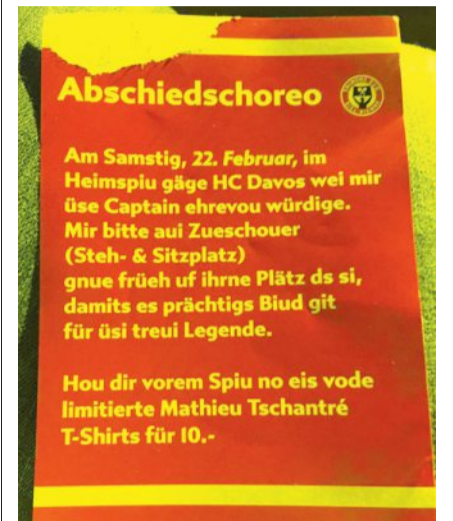 Abschiedschoreo
Am Samstig, 22. Februar, im
Heimspiu gäge HC Davos wei mir
üse Captain ehrevou würdige.
Mir bitte aui Zueschouer
(Steh- & Sitzplatz)
gnue früeh uf ihrne Plätz ds si,
damits es prächtigs Biud git
für üsi treui Legende.
Hou dir vorem Spiu no eis vode
limitierte Mathieu Tschantré
T-Shirts für 10.-